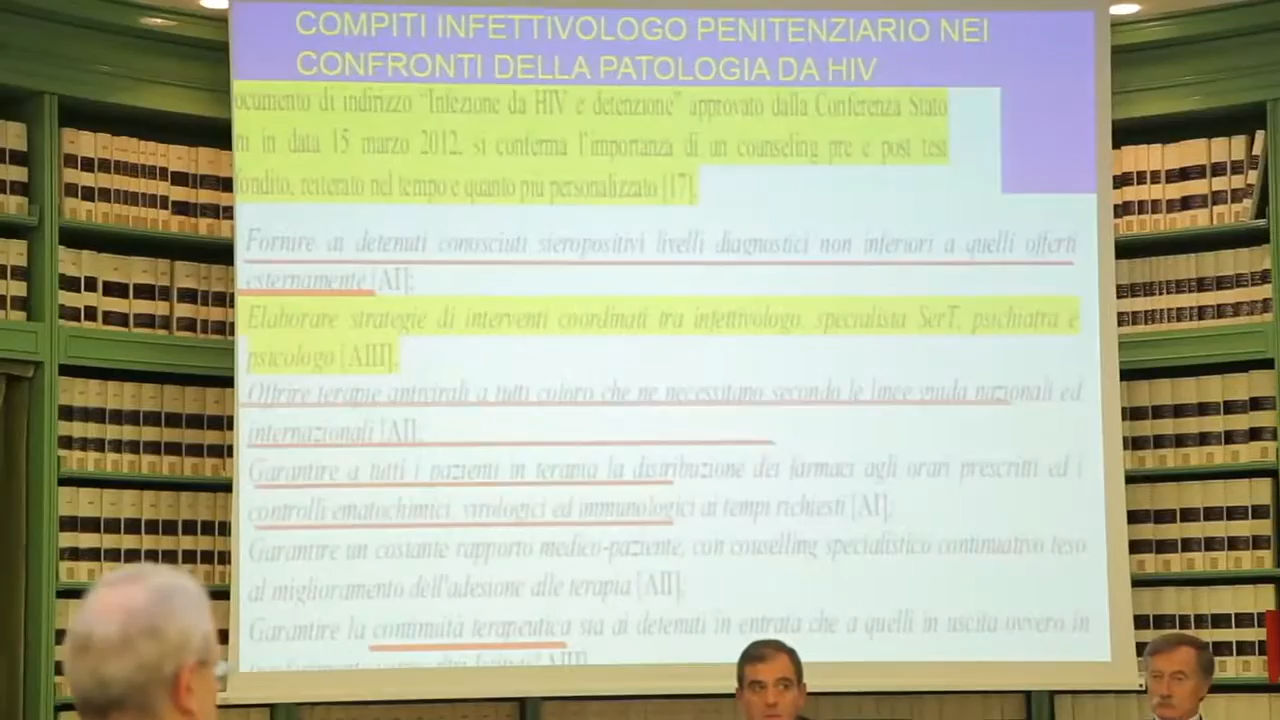 COMPITI INFETTIVOLOGO PENITENZIARIO NEI
CONFRONTI DELLA PATOLOGIA DA HIV
ocumento di indirizzo “Infezione da HIV e detenzione” approvato dalla Conferenza Stato
ni in data 15 marzo 2012, si conferma l'importanza di un counseling pre e post test
fondito, reiterato nel tempo e quanto più personalizzato [17].
Fornire ai detenuti conosciuti sieropositivi livelli diagnostici non inferiori a quelli offerti
esternamente [AI];
Elaborare strategie di interventi coordinati tra infettivologo, specialista SerT, psichiatra e
psicologo [AIII],
Offrire terapie antivirali a tutti coloro che ne necessitano secondo le linee guida nazionali ed
internazionali [AI],
Garantire a tutti i pazienti in terapia la distribuzione dei farmaci agli orari prescritti ed i
controlli ematochimici, virologici ed immunologici ai tempi richiesti [AI];
Garantire un costante rapporto medico-paziente, con couselling specialistico continuativo teso
al miglioramento dell'adesione alle terapia [AII];
Garantire la continuità terapeutica sia ai detenuti in entrata che a quelli in uscita ovvero in